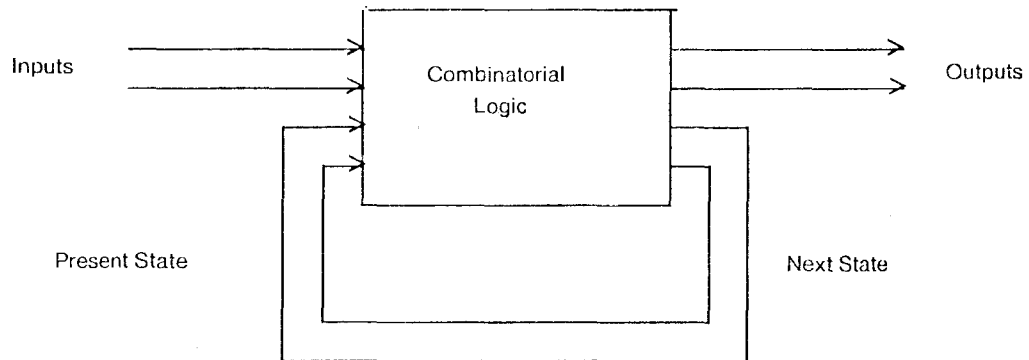 Inputs
Combinatorial
Logic
Outputs
Present State
Next State